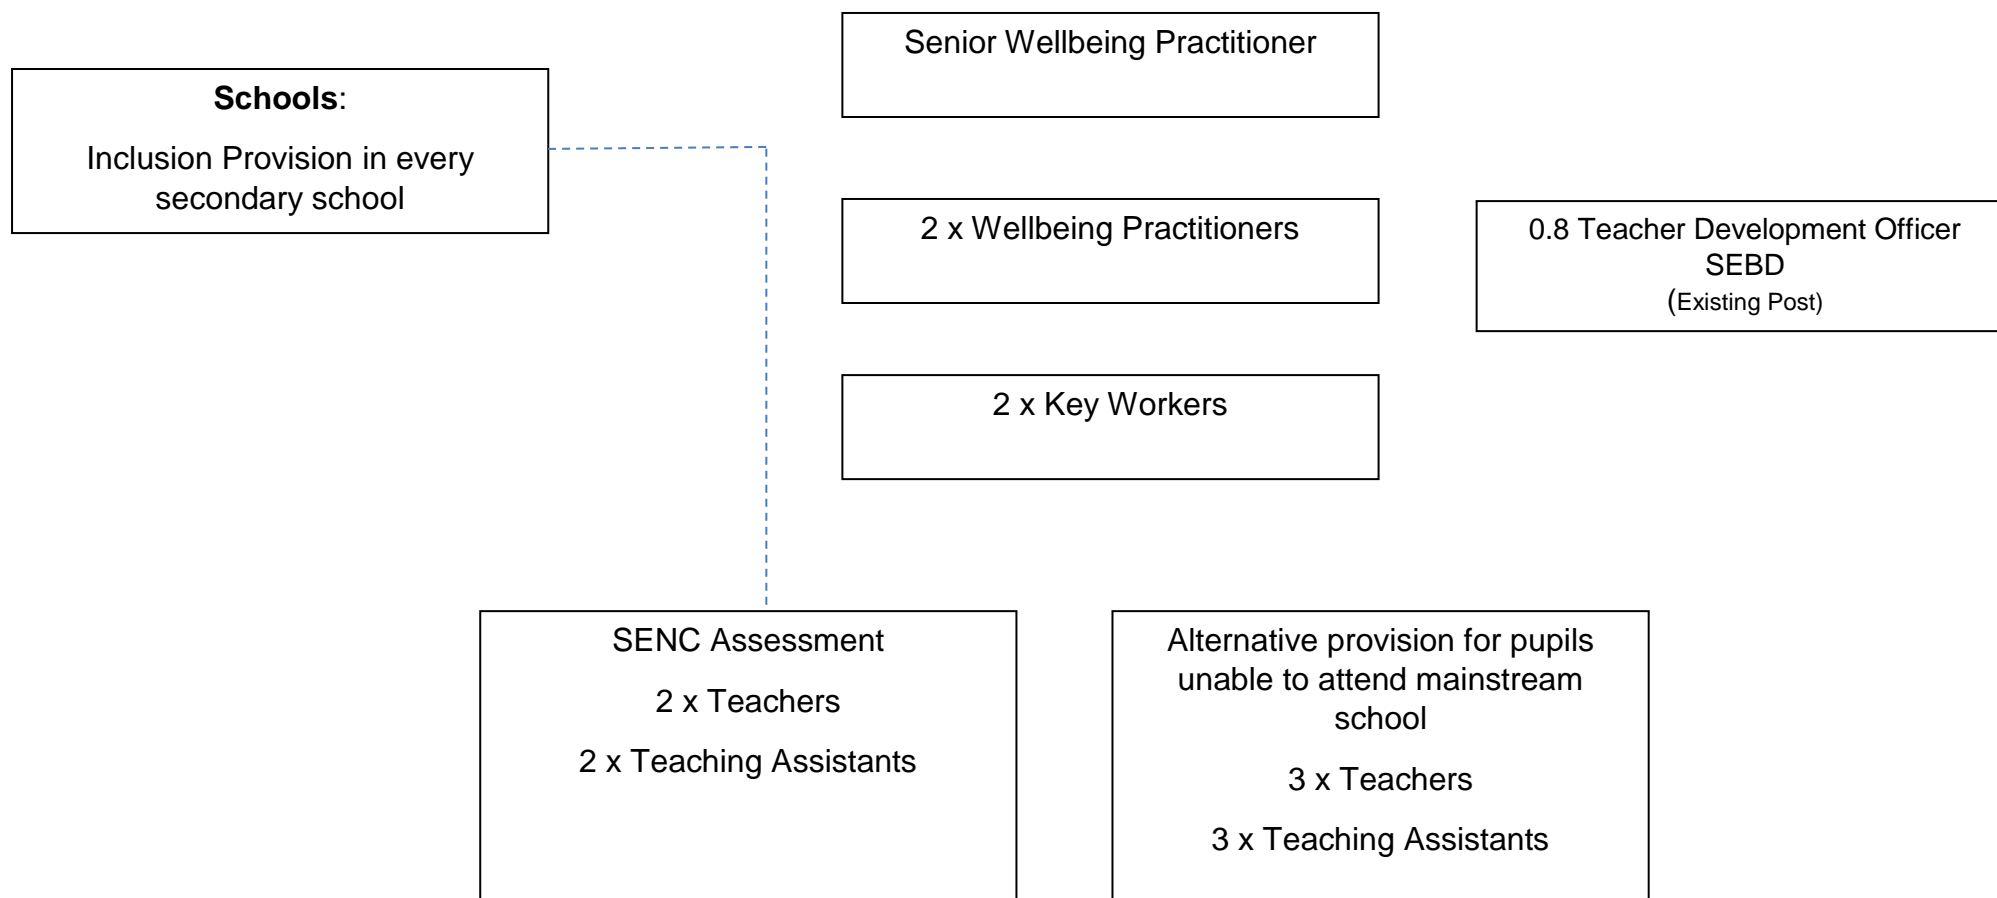 Senior Wellbeing Practitioner
Schools:
Inclusion Provision in every
secondary school
2 x Wellbeing Practitioners
0.8 Teacher Development Officer
SEBD
(Existing Post)
2 x Key Workers
SENC Assessment
2 x Teachers
2 x Teaching Assistants
Alternative provision for pupils
unable to attend mainstream
school
3 x Teachers
3 x Teaching Assistants